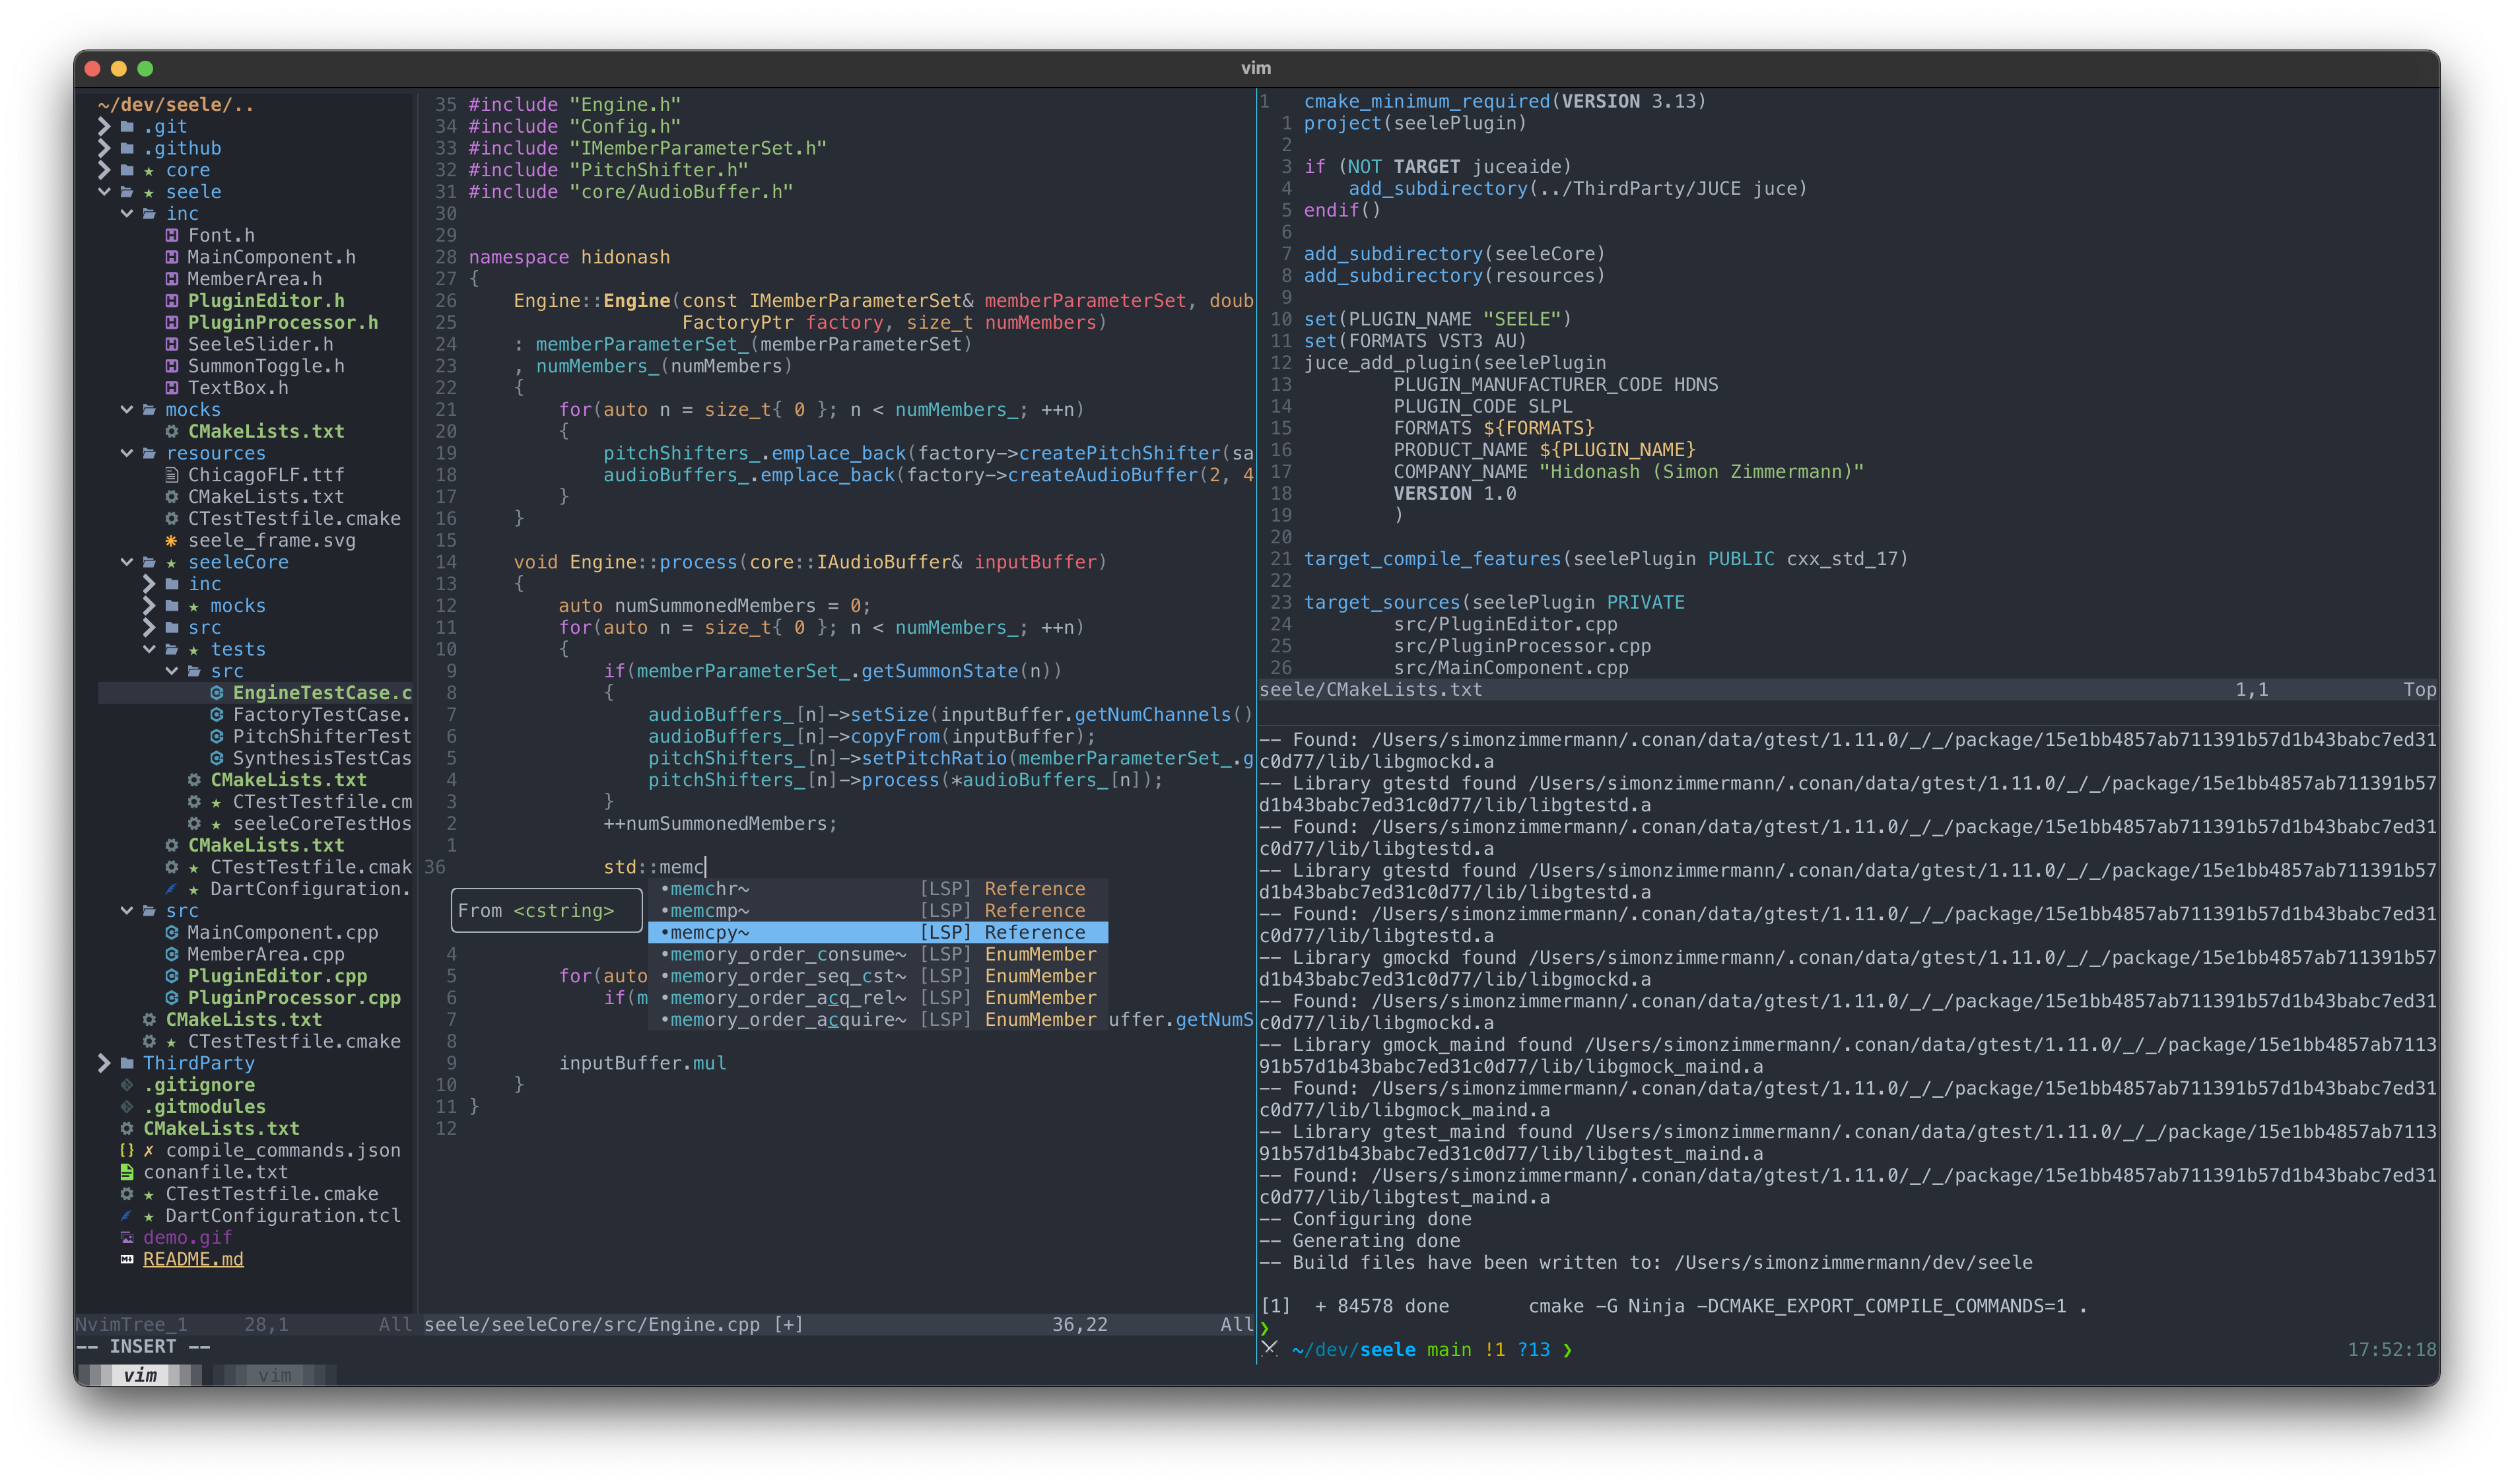 vim
~/dev/seele/..
.git
.github
★ core
★ seele
inc
Font.h
MainComponent.h
MemberArea.h
PluginEditor.h
PluginProcessor.h
SeeleSlider.h
SummonToggle.h
TextBox.h
mocks
CMakeLists.txt
resources
ChicagoFLF.ttf
CMakeLists.txt
CTestTestfile.cmake
seele_frame.svg
★ seeleCore
inc
★ mocks
src
★ tests
src
EngineTestCase.c
FactoryTestCase.
PitchShifterTest
SynthesisTestCas
CMakeLists.txt
★ CTestTestfile.cm
★ seeleCoreTestHos
CMakeLists.txt
★ CTestTestfile.cmak
★ DartConfiguration.
src
MainComponent.cpp
MemberArea.cpp
PluginEditor.cpp
PluginProcessor.cpp
CMakeLists.txt
★ CTestTestfile.cmake
ThirdParty
.gitignore
.gitmodules
CMakeLists.txt
{} ✗ compile_commands.json
conanfile.txt
★ CTestTestfile.cmake
★ DartConfiguration.tcl
demo.gif
README.md
NvimTree_1 28,1 All
-- INSERT --
vim vim
35 #include "Engine.h"
34 #include "Config.h"
33 #include "IMemberParameterSet.h"
32 #include "PitchShifter.h"
31 #include "core/AudioBuffer.h"
30
29
28 namespace hidonash
27 {
26 Engine::Engine(const IMemberParameterSet& memberParameterSet, doub
25 FactoryPtr factory, size_t numMembers)
24 : memberParameterSet_(memberParameterSet)
23 , numMembers_(numMembers)
22 {
21 for(auto n = size_t{ 0 }; n < numMembers_; ++n)
20 {
19 pitchShifters_.emplace_back(factory->createPitchShifter(sa
18 audioBuffers_.emplace_back(factory->createAudioBuffer(2, 4
17 }
16 }
15
14 void Engine::process(core::IAudioBuffer& inputBuffer)
13 {
12 auto numSummonedMembers = 0;
11 for(auto n = size_t{ 0 }; n < numMembers_; ++n)
10 {
9 if(memberParameterSet_.getSummonState(n))
8 {
7 audioBuffers_[n]->setSize(inputBuffer.getNumChannels()
6 audioBuffers_[n]->copyFrom(inputBuffer);
5 pitchShifters_[n]->setPitchRatio(memberParameterSet_.g
4 pitchShifters_[n]->process(*audioBuffers_[n]);
3 }
2 ++numSummonedMembers;
1
36 std::memc
•memchr~ [LSP] Reference
From <cstring> •memcmp~ [LSP] Reference
•memcpy~ [LSP] Reference
4 •memory_order_consume~ [LSP] EnumMember
5 for(auto •memory_order_seq_cst~ [LSP] EnumMember
6 if(m •memory_order_acq_rel~ [LSP] EnumMember
7 •memory_order_acquire~ [LSP] EnumMember uffer.getNumS
8
9 inputBuffer.mul
10 }
11 }
12
seele/seeleCore/src/Engine.cpp [+] 36,22 All
1 cmake_minimum_required(VERSION 3.13)
1 project(seelePlugin)
2
3 if (NOT TARGET juceaide)
4 add_subdirectory(../ThirdParty/JUCE juce)
5 endif()
6
7 add_subdirectory(seeleCore)
8 add_subdirectory(resources)
9
10 set(PLUGIN_NAME "SEELE")
11 set(FORMATS VST3 AU)
12 juce_add_plugin(seelePlugin
13 PLUGIN_MANUFACTURER_CODE HDNS
14 PLUGIN_CODE SLPL
15 FORMATS ${FORMATS}
16 PRODUCT_NAME ${PLUGIN_NAME}
17 COMPANY_NAME "Hidonash (Simon Zimmermann)"
18 VERSION 1.0
19 )
20
21 target_compile_features(seelePlugin PUBLIC cxx_std_17)
22
23 target_sources(seelePlugin PRIVATE
24 src/PluginEditor.cpp
25 src/PluginProcessor.cpp
26 src/MainComponent.cpp
seele/CMakeLists.txt 1,1 Top
-- Found: /Users/simonzimmermann/.conan/data/gtest/1.11.0/_/_/package/15e1bb4857ab711391b57d1b43babc7ed31
c0d77/lib/libgmockd.a
-- Library gtestd found /Users/simonzimmermann/.conan/data/gtest/1.11.0/_/_/package/15e1bb4857ab711391b57
d1b43babc7ed31c0d77/lib/libgtestd.a
-- Found: /Users/simonzimmermann/.conan/data/gtest/1.11.0/_/_/package/15e1bb4857ab711391b57d1b43babc7ed31
c0d77/lib/libgtestd.a
-- Library gtestd found /Users/simonzimmermann/.conan/data/gtest/1.11.0/_/_/package/15e1bb4857ab711391b57
d1b43babc7ed31c0d77/lib/libgtestd.a
-- Found: /Users/simonzimmermann/.conan/data/gtest/1.11.0/_/_/package/15e1bb4857ab711391b57d1b43babc7ed31
c0d77/lib/libgtestd.a
-- Library gmockd found /Users/simonzimmermann/.conan/data/gtest/1.11.0/_/_/package/15e1bb4857ab711391b57
d1b43babc7ed31c0d77/lib/libgmockd.a
-- Found: /Users/simonzimmermann/.conan/data/gtest/1.11.0/_/_/package/15e1bb4857ab711391b57d1b43babc7ed31
c0d77/lib/libgmockd.a
-- Library gmock_maind found /Users/simonzimmermann/.conan/data/gtest/1.11.0/_/_/package/15e1bb4857ab7113
91b57d1b43babc7ed31c0d77/lib/libgmock_maind.a
-- Found: /Users/simonzimmermann/.conan/data/gtest/1.11.0/_/_/package/15e1bb4857ab711391b57d1b43babc7ed31
c0d77/lib/libgmock_maind.a
-- Library gtest_maind found /Users/simonzimmermann/.conan/data/gtest/1.11.0/_/_/package/15e1bb4857ab7113
91b57d1b43babc7ed31c0d77/lib/libgtest_maind.a
-- Found: /Users/simonzimmermann/.conan/data/gtest/1.11.0/_/_/package/15e1bb4857ab711391b57d1b43babc7ed31
c0d77/lib/libgtest_maind.a
-- Configuring done
-- Generating done
-- Build files have been written to: /Users/simonzimmermann/dev/seele
[1] + 84578 done cmake -G Ninja -DCMAKE_EXPORT_COMPILE_COMMANDS=1 .
❯
~/dev/seele main !1 ?13 ❯ 17:52:18